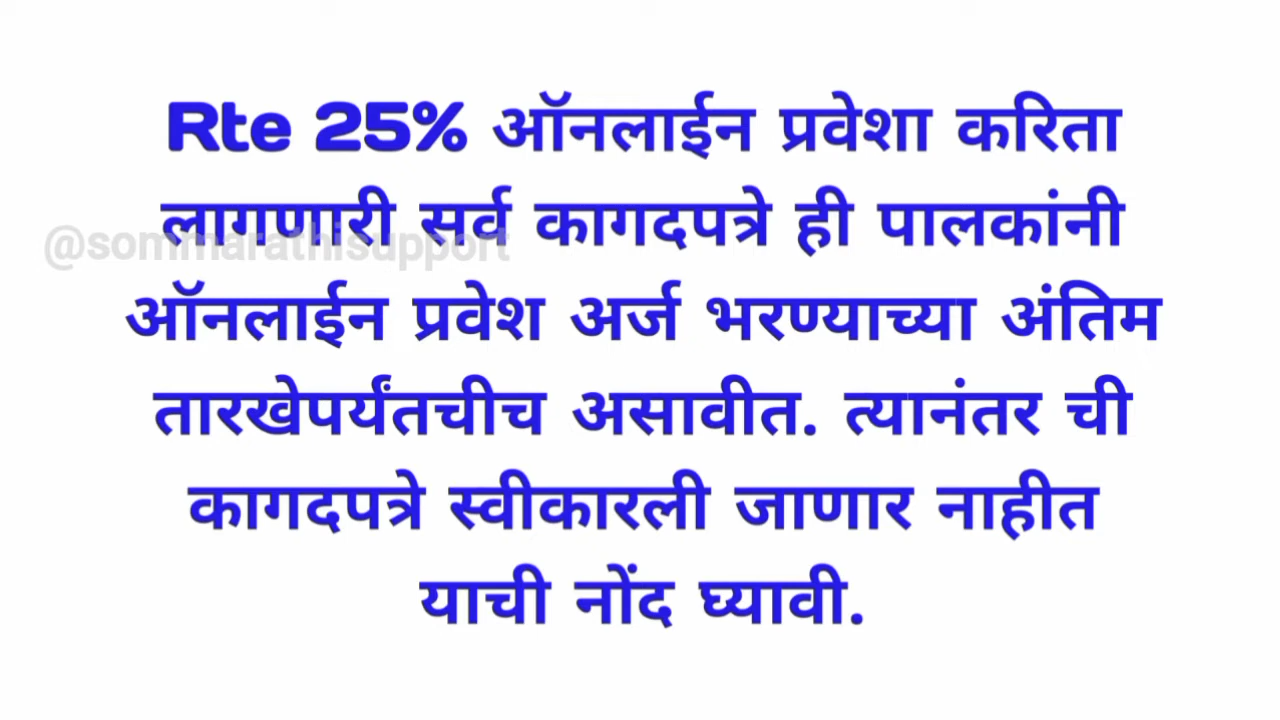 Rte 25% ऑनलाईन प्रवेशा करिता
लागणारी सर्व कागदपत्रे ही पालकांनी
@sommarathisupport
ऑनलाईन प्रवेश अर्ज भरण्याच्या अंतिम
तारखेपर्यंतचीच असावीत. त्यानंतर ची
कागदपत्रे स्वीकारली जाणार नाहीत
याची नोंद घ्यावी.